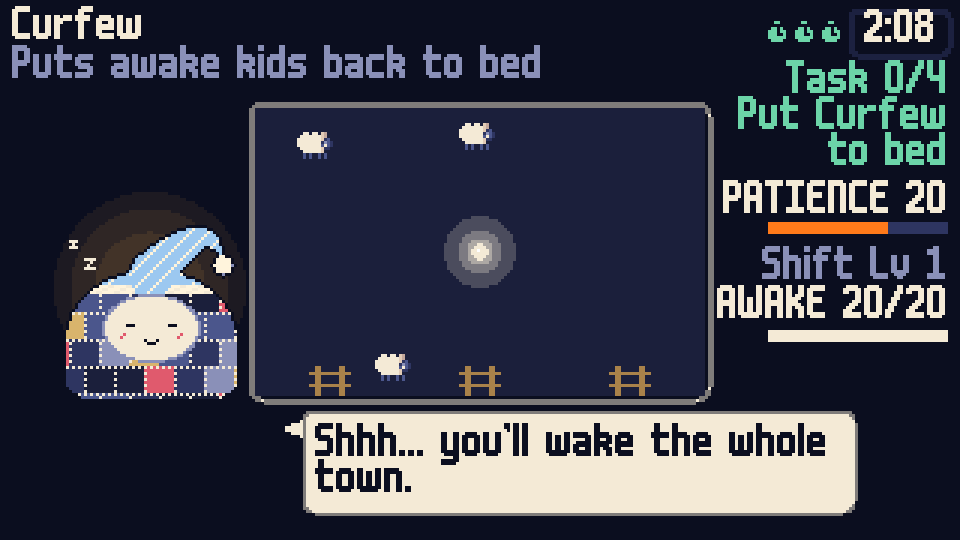 Curfew
Puts awake kids back to bed
2:08
Task 0/4
Put Curfew
to bed
PATIENCE 20
Shift Lv 1
AWAKE 20/20
z
z
Shhh... you'll wake the whole
town.